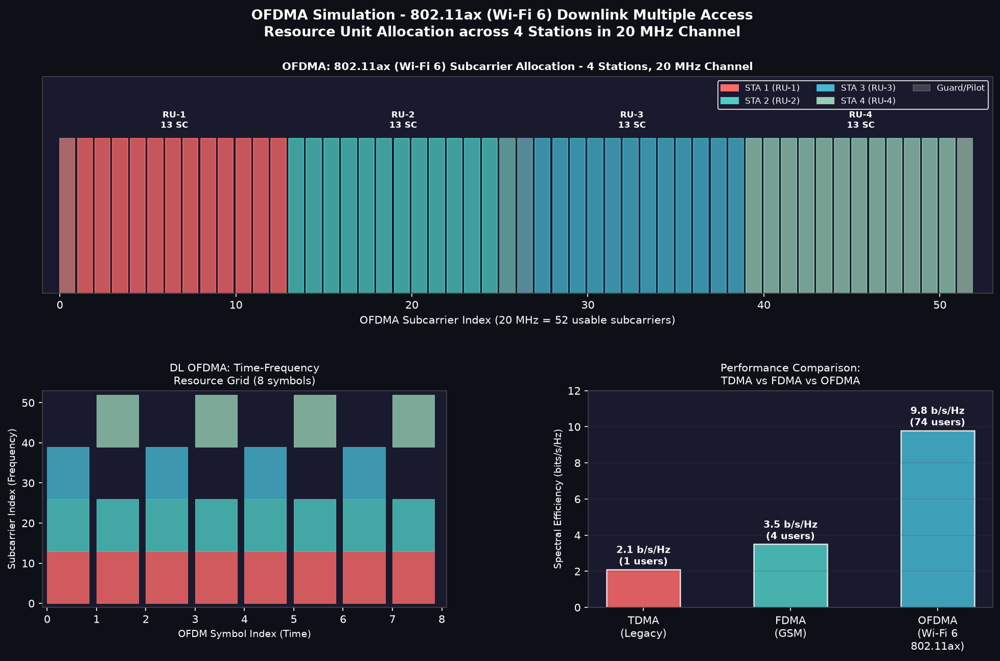 OFDMA Simulation - 802.11ax (Wi-Fi 6) Downlink Multiple Access
Resource Unit Allocation across 4 Stations in 20 MHz Channel
OFDMA: 802.11ax (Wi-Fi 6) Subcarrier Allocation - 4 Stations, 20 MHz Channel
STA 1 (RU-1)
STA 2 (RU-2)
STA 3 (RU-3)
STA 4 (RU-4)
Guard/Pilot
RU-1
13 SC
RU-2
13 SC
RU-3
13 SC
RU-4
13 SC
0 10 20 30 40 50
OFDMA Subcarrier Index (20 MHz = 52 usable subcarriers)
DL OFDMA: Time-Frequency
Resource Grid (8 symbols)
Subcarrier Index (Frequency)
50
40
30
20
10
0
0 1 2 3 4 5 6 7 8
OFDM Symbol Index (Time)
Performance Comparison:
TDMA vs FDMA vs OFDMA
Spectral Efficiency (bits/s/Hz)
12
10
8
6
4
2
0
2.1 b/s/Hz
(1 users)
3.5 b/s/Hz
(4 users)
9.8 b/s/Hz
(74 users)
TDMA
(Legacy)
FDMA
(GSM)
OFDMA
(Wi-Fi 6
802.11ax)